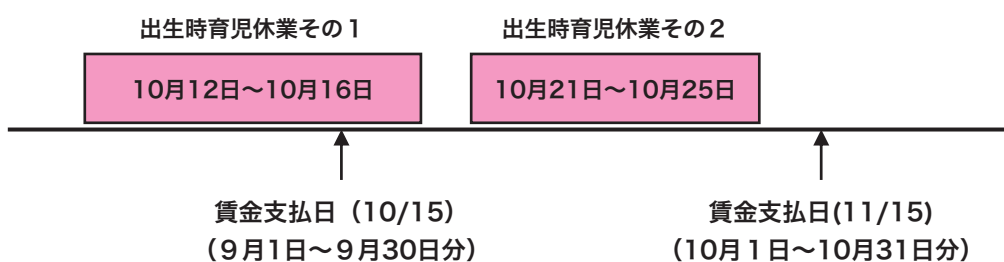 出生時育児休業その１
出生時育児休業その２
10月12日～10月16日
10月21日～10月25日
賃金支払日（10/15）
（９月1日～９月30日分）
賃金支払日(11/15)
（10月１日～10月31日分）